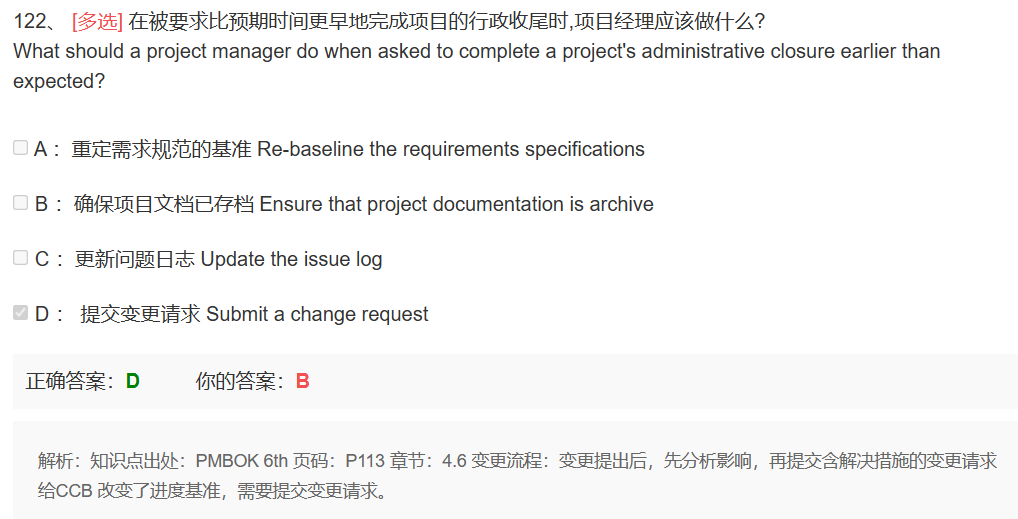 122、 [多选] 在被要求比预期时间更早地完成项目的行政收尾时,项目经理应该做什么?
What should a project manager do when asked to complete a project's administrative closure earlier than
expected?
A： 重定需求规范的基准 Re-baseline the requirements specifications
B： 确保项目文档已存档 Ensure that project documentation is archive
C： 更新问题日志 Update the issue log
D： 提交变更请求 Submit a change request
正确答案：D 你的答案：B
解析：知识点出处：PMBOK 6th 页码：P113 章节：4.6 变更流程：变更提出后，先分析影响，再提交含解决措施的变更请求
给CCB 改变了进度基准，需要提交变更请求。